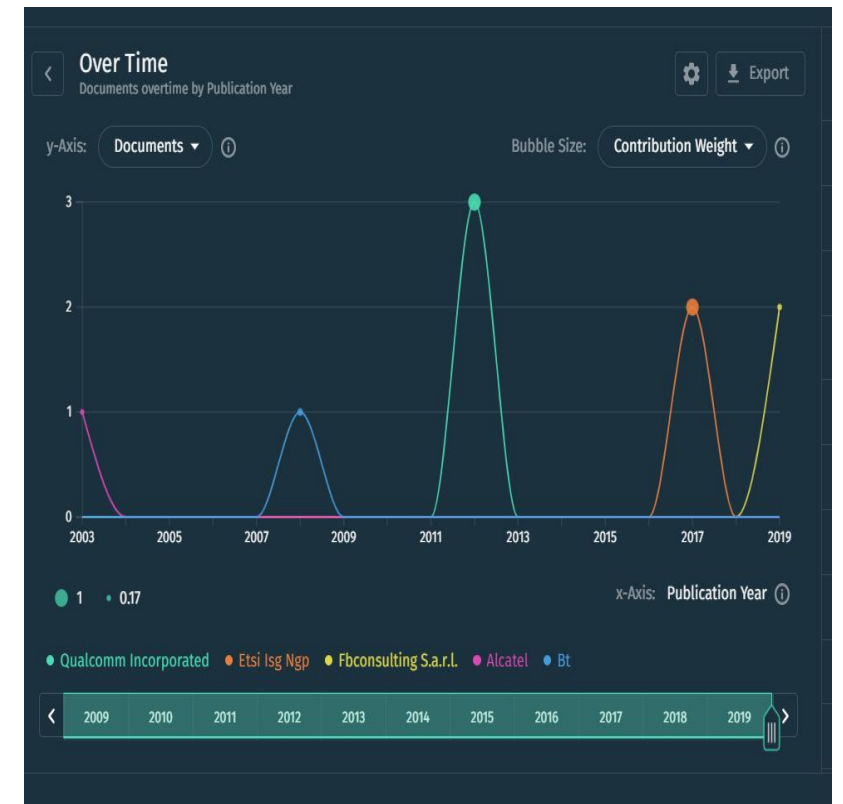 Over Time
Documents overtime by Publication Year
Export
y-Axis: Documents
Bubble Size: Contribution Weight
3
2
1
0
2003 2005 2007 2009 2011 2013 2015 2017 2019
1 0.17
x-Axis: Publication Year
Qualcomm Incorporated Etsi Isg Ngp Fbconsulting S.a.r.l. Alcatel Bt
2009 2010 2011 2012 2013 2014 2015 2016 2017 2018 2019